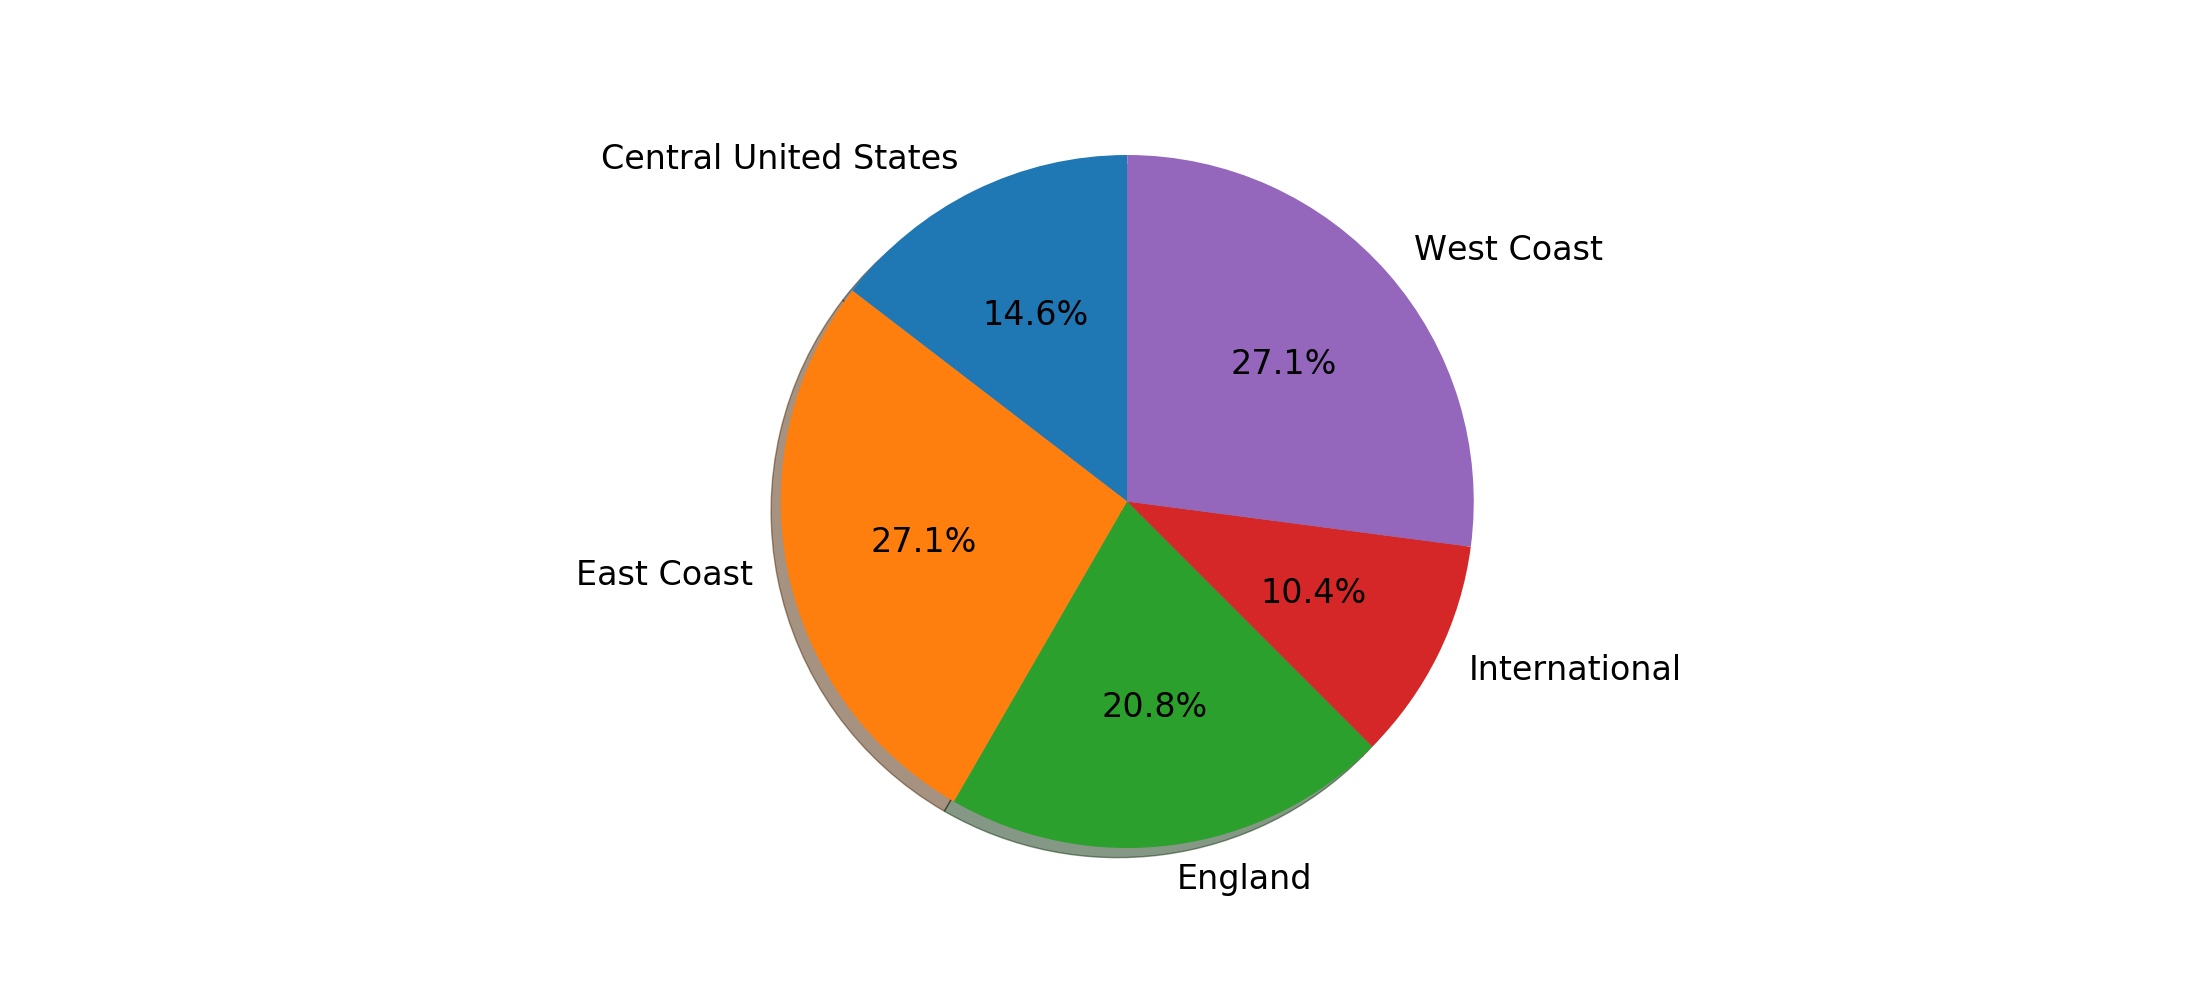 Central United States
West Coast
14.6%
27.1%
27.1%
East Coast
10.4%
International
20.8%
England